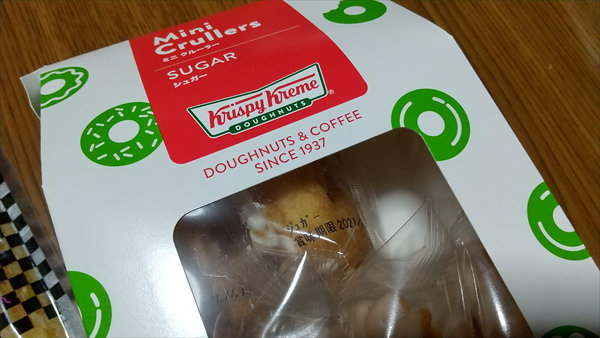 Mini
Crullers
ミニ クルーラー
SUGAR
シュガー
Krispy Kreme
DOUGHNUTS
DOUGHNUTS & COFFEE
SINCE 1937
シュガー
賞味期限 2021